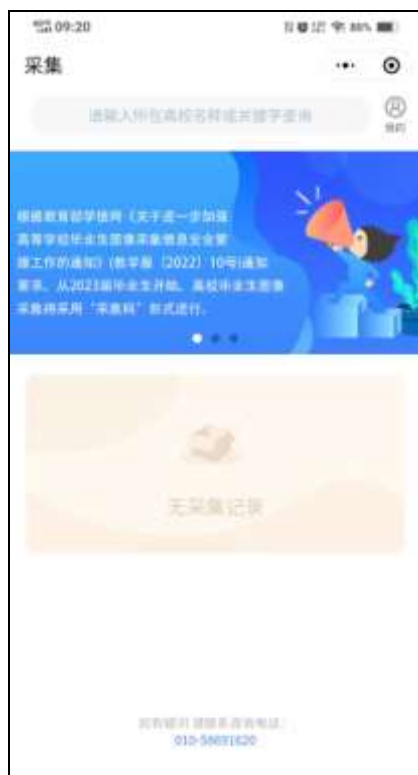 09:20
86%
采集
请输入所在高校名称或关键字查询
我的
根据教育部学信网《关于进一步加强
高等学校毕业生图像采集信息安全管
理工作的通知》(教学服〔2022〕10号)通知
要求，从2023届毕业生开始，高校毕业生图像
采集将采用“采集码”形式进行。
无采集记录
如有疑问 请联系咨询电话：
010-58691620